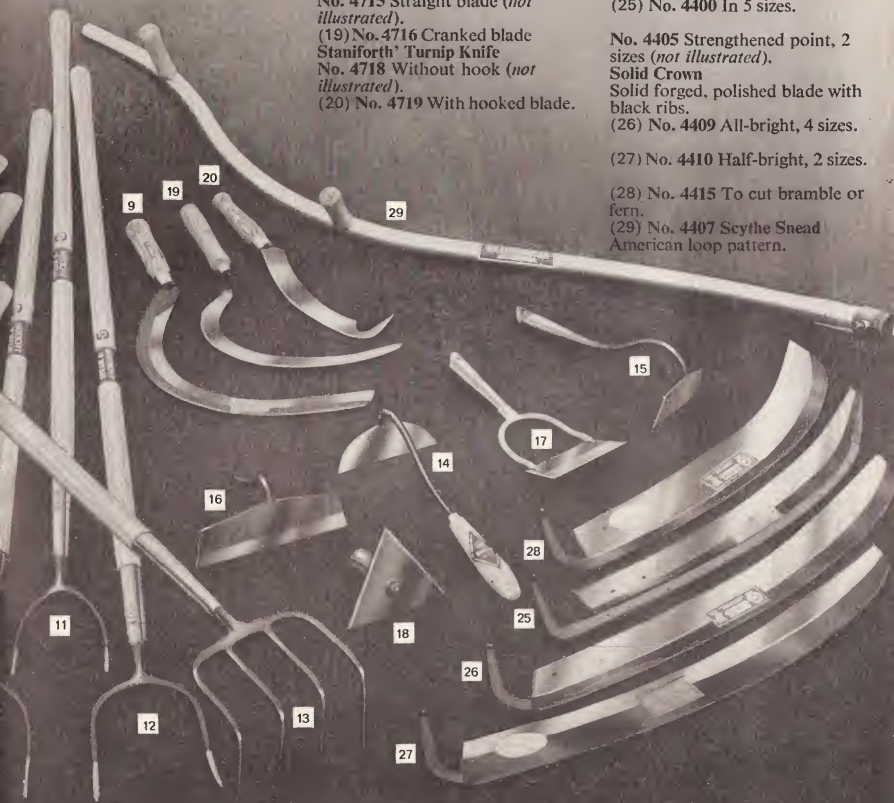 No. 4715 Straight blade (not
illustrated).
(19) No. 4716 Cranked blade
Staniforth' Turnip Knife
No. 4718 Without hook (not
illustrated).
(20) No. 4719 With hooked blade.
(25) No. 4400 In 5 sizes.
No. 4405 Strengthened point, 2
sizes (not illustrated).
Solid Crown
Solid forged, polished blade with
black ribs.
(26) No. 4409 All-bright, 4 sizes.
(27) No. 4410 Half-bright, 2 sizes.
(28) No. 4415 To cut bramble or
fern.
(29) No. 4407 Scythe Snead
American loop pattern.
9
19
20
29
15
17
14
16
28
18
25
11
26
12
13
27